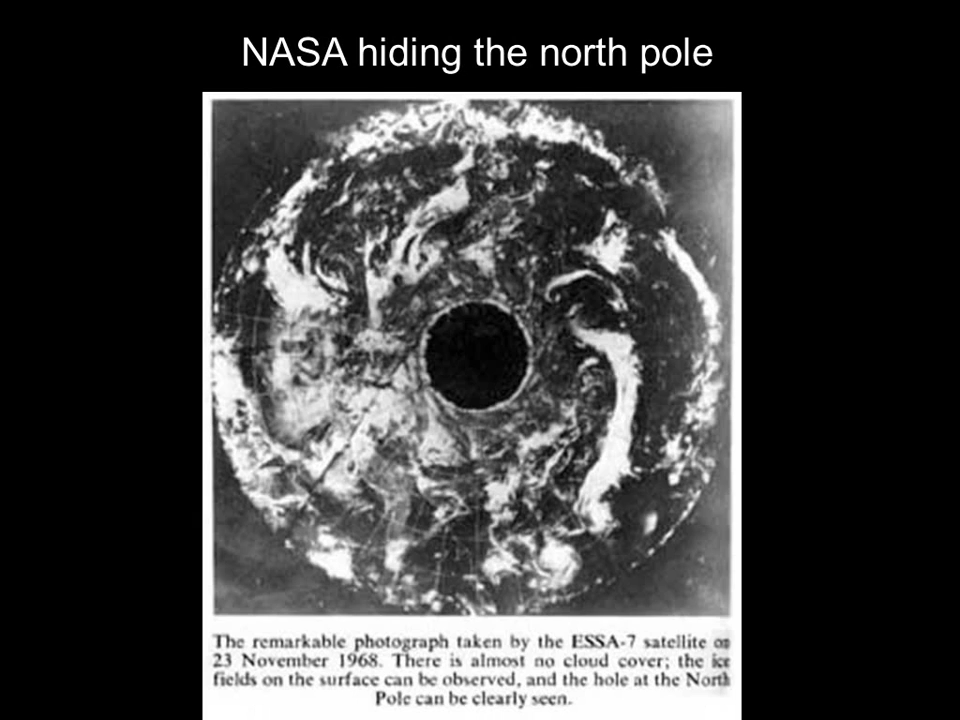 NASA hiding the north pole
The remarkable photograph taken by the ESSA-7 satellite on
23 November 1968. There is almost no cloud cover; the ice
fields on the surface can be observed, and the hole at the North
Pole can be clearly seen.